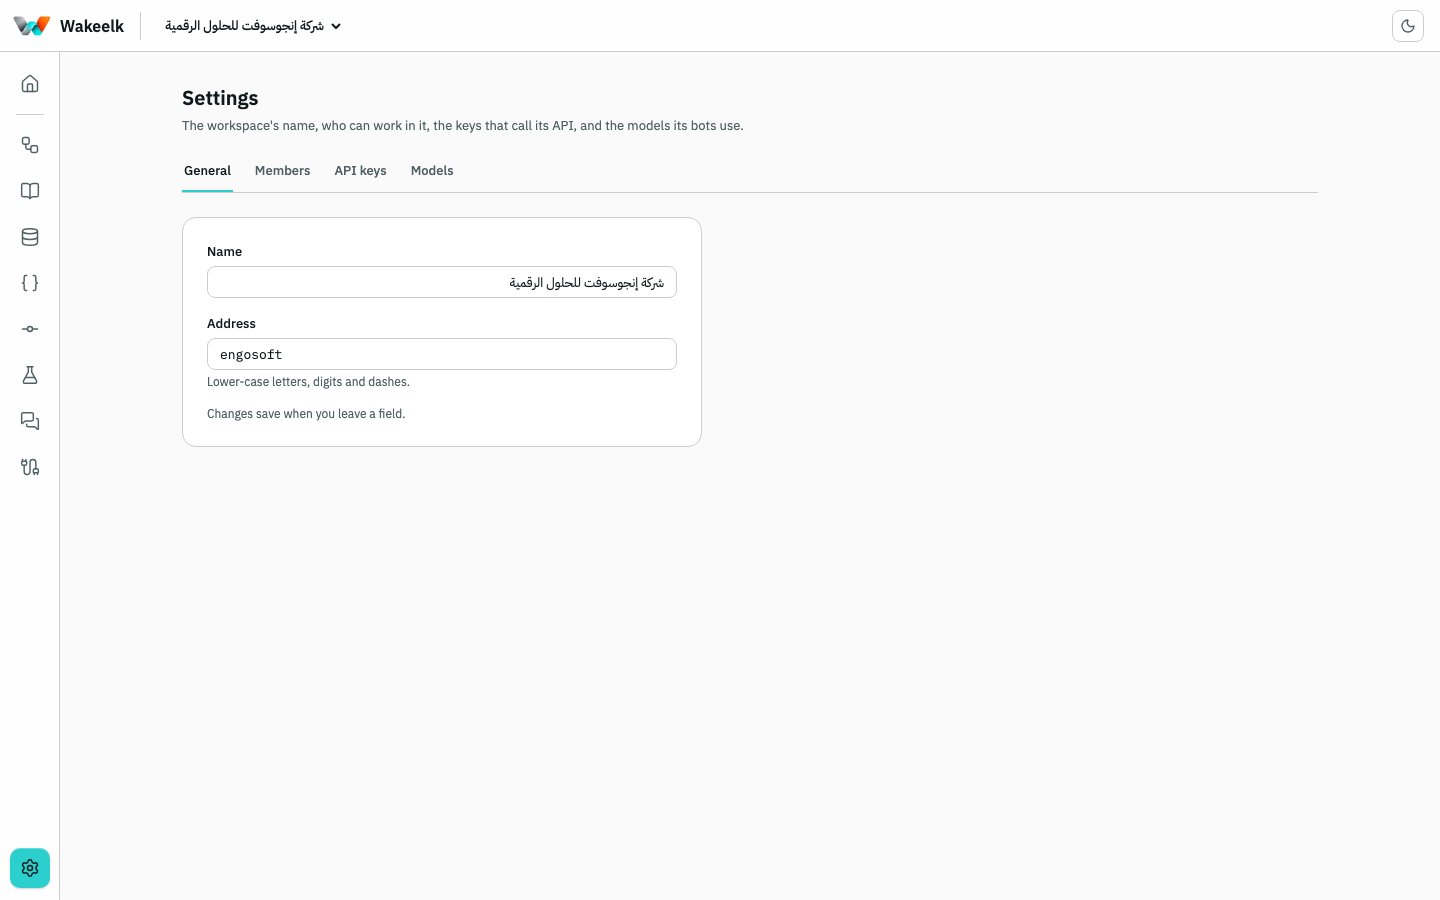 Wakeelk
شركة إنجوسوفت للحلول الرقمية
Settings
The workspace's name, who can work in it, the keys that call its API, and the models its bots use.
General Members API keys Models
Name
شركة إنجوسوفت للحلول الرقمية
Address
engosoft
Lower-case letters, digits and dashes.
Changes save when you leave a field.